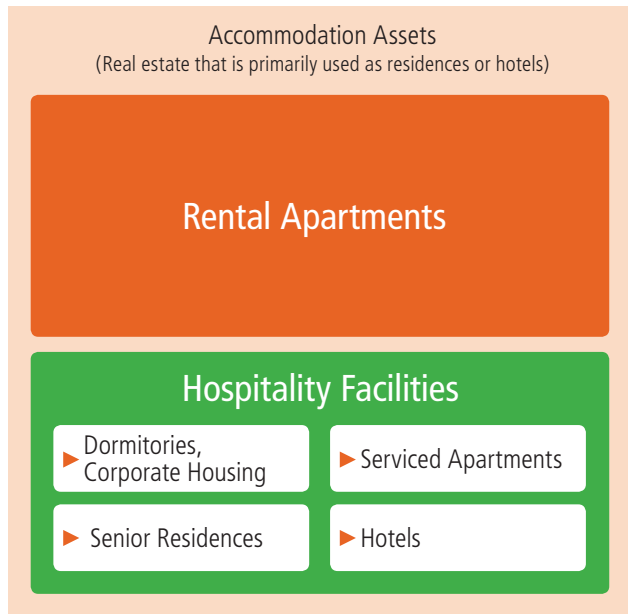 Accommodation Assets
(Real estate that is primarily used as residences or hotels)
Rental Apartments
Hospitality Facilities
Dormitories,
Corporate Housing
Serviced Apartments
Senior Residences
Hotels